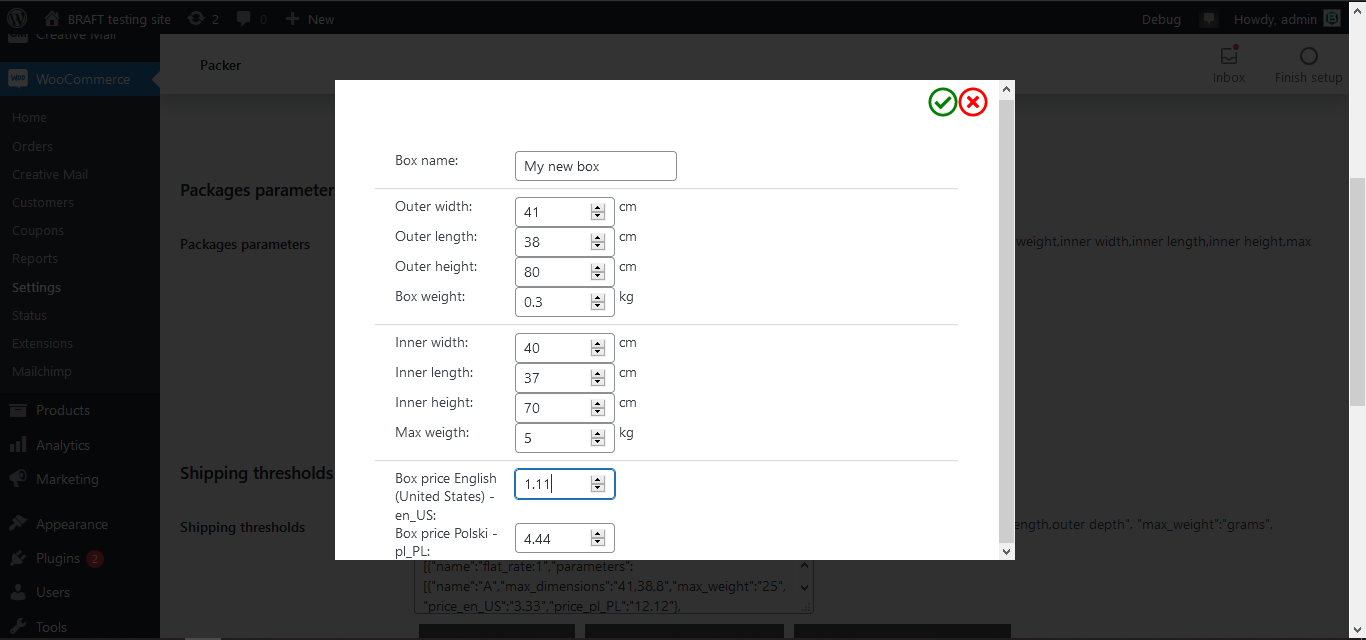 BRAFT testing site 2 0 New Debug Howdy, admin
Creative Mail
WooCommerce
Home
Orders
Creative Mail
Customers
Coupons
Reports
Settings
Status
Extensions
Mailchimp
Products
Analytics
Marketing
Appearance
Plugins 2
Users
Tools
Packer
Inbox
Finish setup
Packages parameter
Packages parameters
weight,inner width,inner length,inner height,max
Shipping thresholds
Shipping thresholds
ength,outer depth", "max_weight":"grams",
Box name: My new box
Outer width: 41 cm
Outer length: 38 cm
Outer height: 80 cm
Box weight: 0.3 kg
Inner width: 40 cm
Inner length: 37 cm
Inner height: 70 cm
Max weigth: 5 kg
Box price English
(United States) -
en_US:
1.11
Box price Polski -
pl_PL:
4.44
[{"name":"flat_rate:1","parameters":
[{"name":"A","max_dimensions":"41,38,8","max_weight":"25",
"price_en_US":"3.33","price_pl_PL":"12.12"},